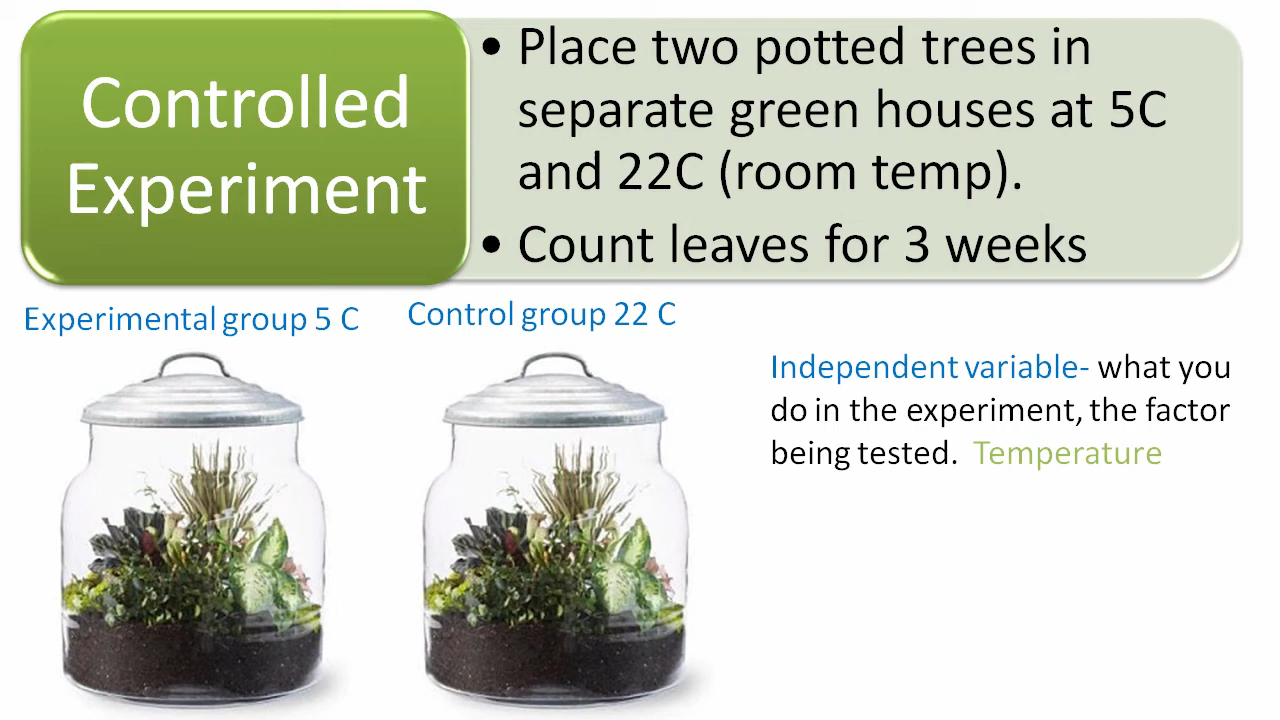 Controlled
Experiment
• Place two potted trees in
separate green houses at 5C
and 22C (room temp).
• Count leaves for 3 weeks
Experimental group 5 C
Control group 22 C
Independent variable- what you
do in the experiment, the factor
being tested. Temperature